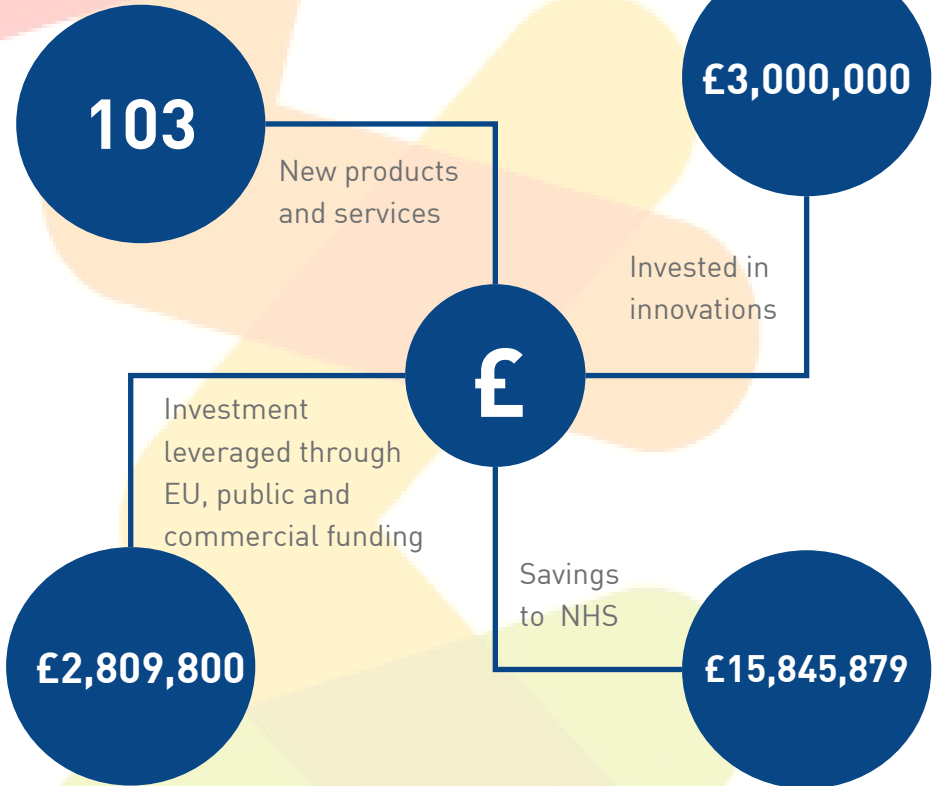 103
New products
and services
£3,000,000
Invested in
innovations
£
Investment
leveraged through
EU, public and
commercial funding
£2,809,800
Savings
to NHS
£15,845,879